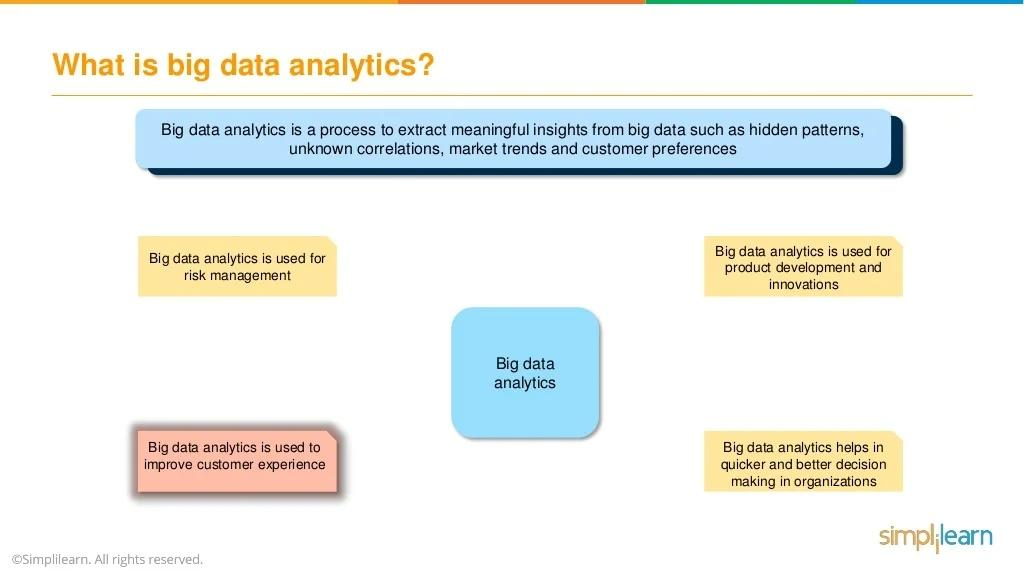 What is big data analytics?
Big data analytics is a process to extract meaningful insights from big data such as hidden patterns,
unknown correlations, market trends and customer preferences
Big data analytics is used for
risk management
Big data analytics is used for
product development and
innovations
Big data
analytics
Big data analytics is used to
improve customer experience
Big data analytics helps in
quicker and better decision
making in organizations
simplilearn
©Simplilearn. All rights reserved.